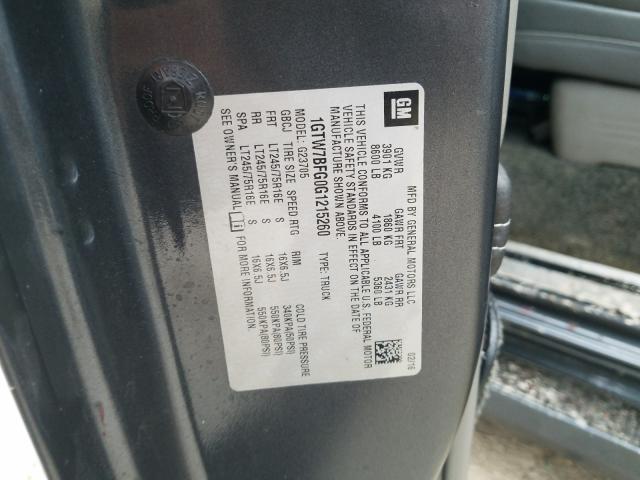 GM
MFD BY GENERAL MOTORS LLC 02/16
GVWR GAWR FRT GAWR RR
3901 KG 1860 KG 2431 KG
8600 LB 4100 LB 5360 LB
THIS VEHICLE CONFORMS TO ALL APPLICABLE U.S. FEDERAL MOTOR
VEHICLE SAFETY STANDARDS IN EFFECT ON THE DATE OF
MANUFACTURE SHOWN ABOVE.
1GTW7BFG0G1215260 TYPE: TRUCK
MODEL: G23705
GBCJ TIRE SIZE SPEED RTG RIM COLD TIRE PRESSURE
FRT LT245/75R16E S 16X6.5J 340KPA(50PSI)
RR LT245/75R16E S 16X6.5J 550KPA(80PSI)
SPA LT245/75R16E S 16X6.5J 550KPA(80PSI)
SEE OWNER'S MANUAL FOR MORE INFORMATION.